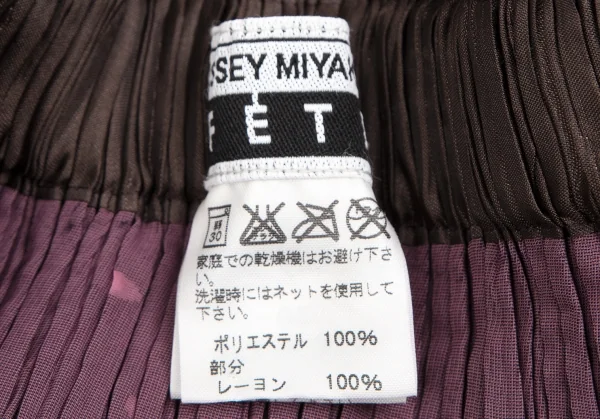 SSEY MIYAK
FET
30
家庭での乾燥機はお避け下さ
い。
洗濯時にはネットを使用して
下さい。
ポリエステル 100%
部分
レーヨン 100%